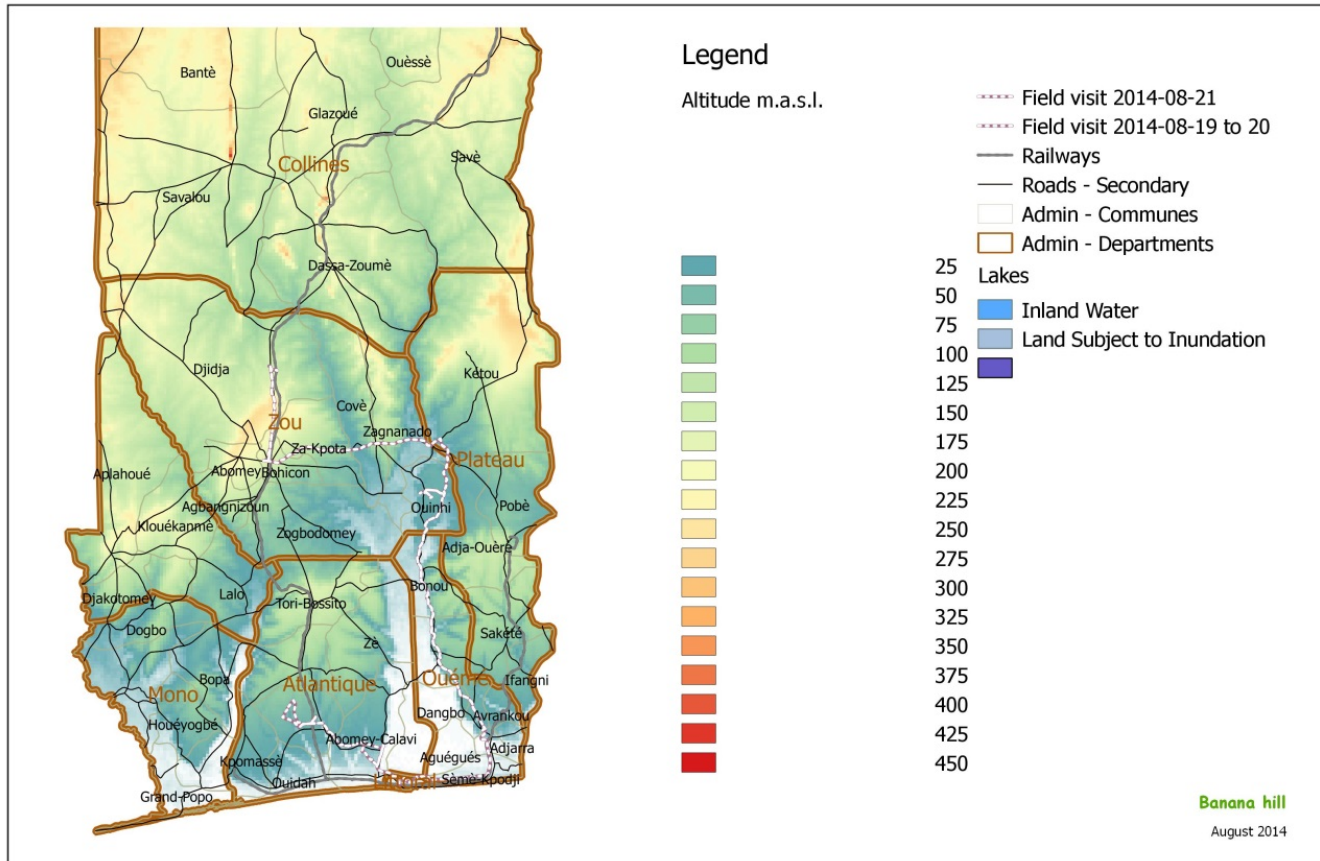 Legend
Altitude m.a.s.l.
25
50
75
100
125
150
175
200
225
250
275
300
325
350
375
400
425
450
Field visit 2014-08-21
Field visit 2014-08-19 to 20
Railways
Roads - Secondary
Admin - Communes
Admin - Departments
Lakes
Inland Water
Land Subject to Inundation
Ouèssè
Bantè
Glazoué
Savè
Collines
Savalou
Dassa-Zoumè
Djidja
Kétou
Covè
Zou
Zagnanado
Za-Kpota
Plateau
Aplahoué
Abomey
Bohicon
Agbangnizoun
Ouinhi
Pobè
Klouékanmè
Zogbodomey
Adja-Ouèrè
Bonou
Djakotomey
Lalo
Tori-Bossito
Dogbo
Zè
Sakété
Bopa
Atlantique
Ouémé
Ifangni
Mono
Dangbo
Avrankou
Houéyogbé
Abomey-Calavi
Adjarra
Kpomassè
Aguégués
Ouidah
Sèmè-Kpodji
Grand-Popo
Banana hill
August 2014